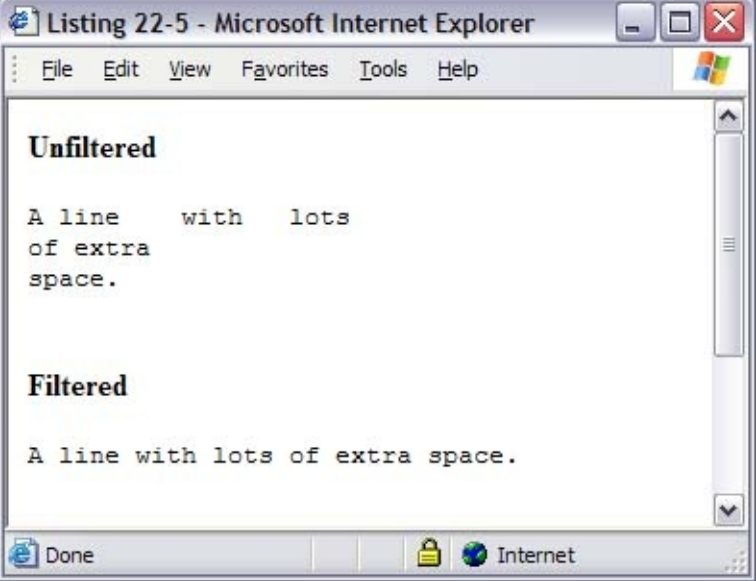 Listing 22-5 - Microsoft Internet Explorer
File Edit View Favorites Tools Help
Unfiltered
A line    with   lots
of extra
space.
Filtered
A line with lots of extra space.
Done
Internet